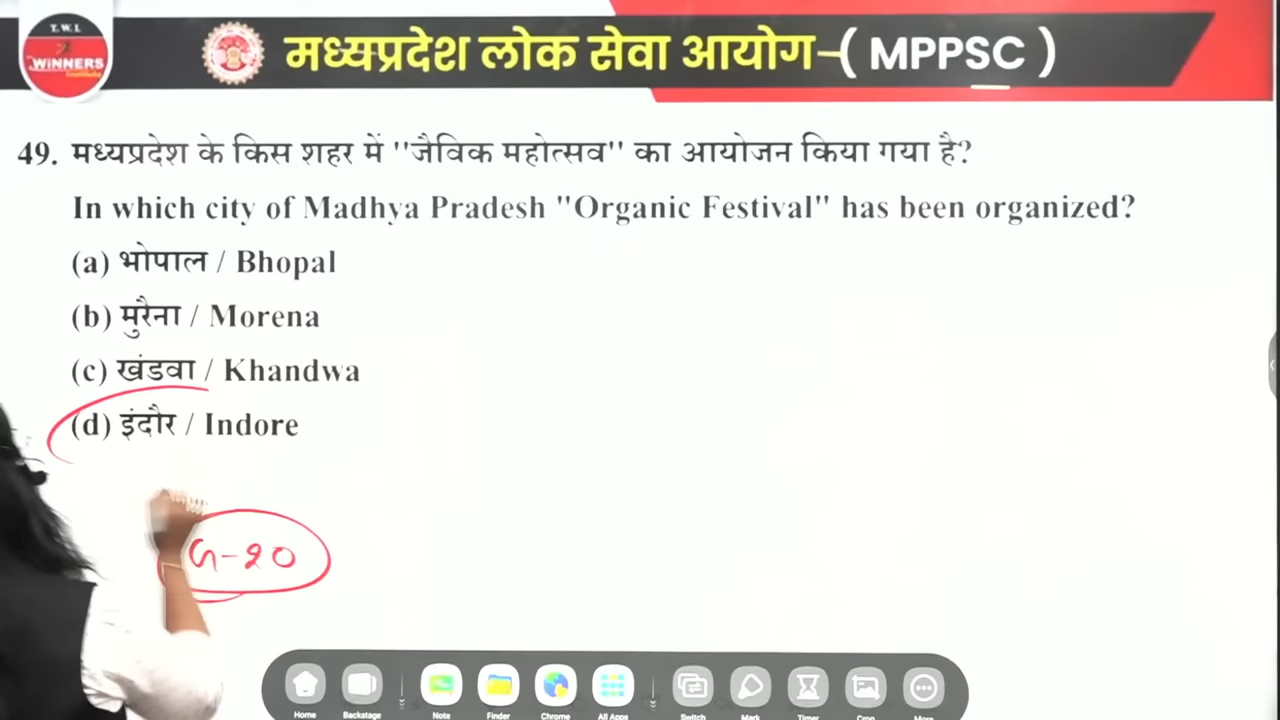 T.W.I.
WINNERS
मध्यप्रदेश लोक सेवा आयोग-( MPPSC )
49. मध्यप्रदेश के किस शहर में "जैविक महोत्सव" का आयोजन किया गया है?
In which city of Madhya Pradesh "Organic Festival" has been organized?
(a) भोपाल / Bhopal
(b) मुरैना / Morena
(c) खंडवा / Khandwa
(d) इंदौर / Indore
G-20
Home Backstage Note Finder Chrome All Apps Switch Mark Timer Crop More